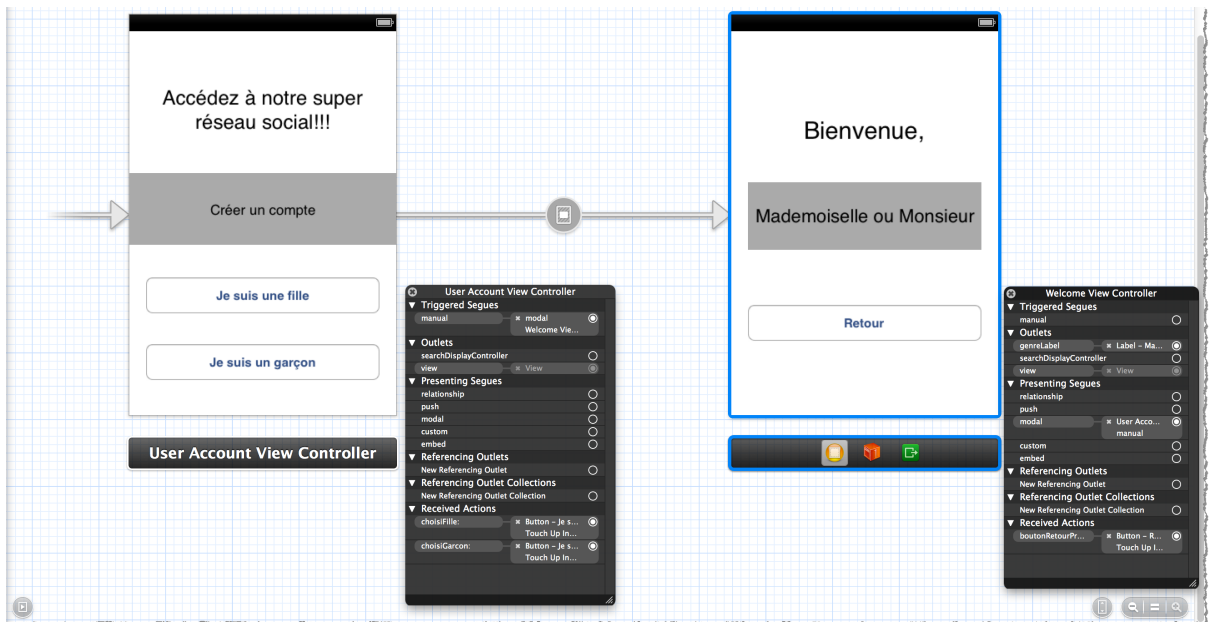 Accédez à notre super
réseau social!!!
Créer un compte
Je suis une fille
Je suis un garçon
User Account View Controller
User Account View Controller
Triggered Segues
manual
modal
Welcome Vie...
Outlets
searchDisplayController
view
View
Presenting Segues
relationship
push
modal
custom
embed
Referencing Outlets
New Referencing Outlet
Referencing Outlet Collections
New Referencing Outlet Collection
Received Actions
choisiFille:
Button – Je s...
Touch Up In...
choisiGarcon:
Button – Je s...
Touch Up In...
Bienvenue,
Mademoiselle ou Monsieur
Retour
Welcome View Controller
Triggered Segues
manual
Outlets
genreLabel
Label – Ma...
searchDisplayController
view
View
Presenting Segues
relationship
push
modal
User Acco...
manual
custom
embed
Referencing Outlets
New Referencing Outlet
Referencing Outlet Collections
New Referencing Outlet Collection
Received Actions
boutonRetourPr...
Button – R...
Touch Up I...